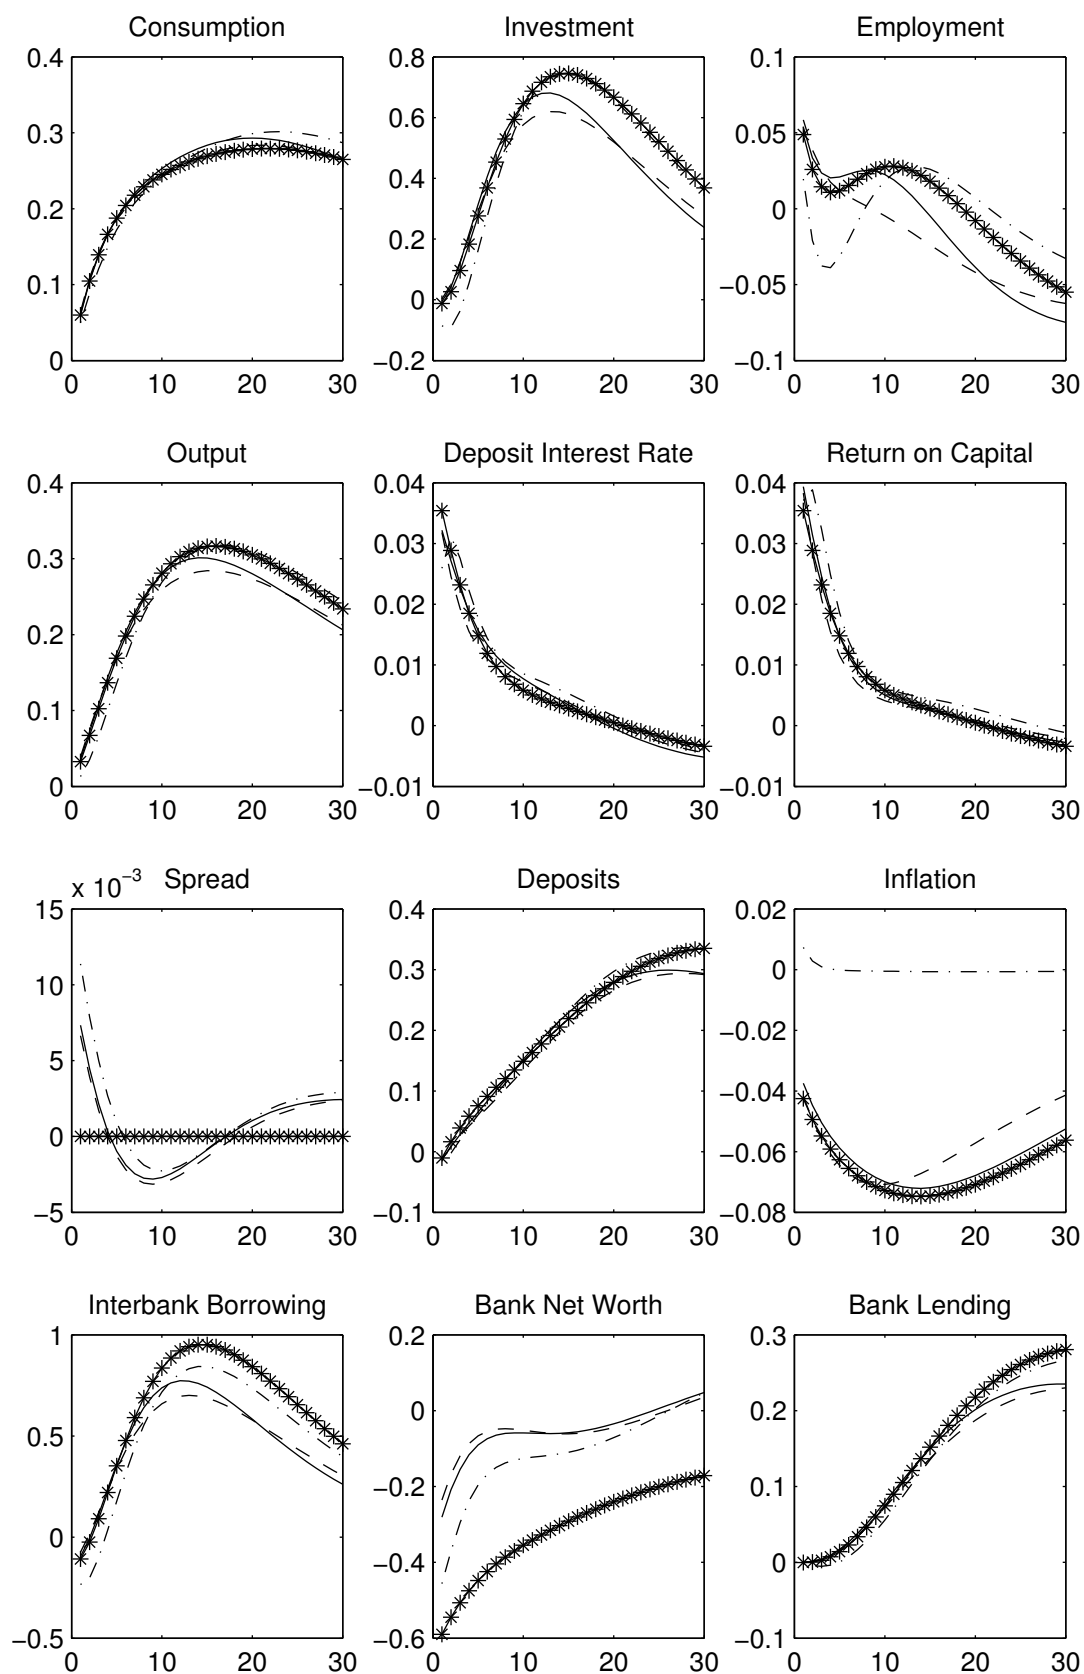 Consumption
0.4
0.3
0.2
0.1
0
0 10 20 30
Investment
0.8
0.6
0.4
0.2
0
−0.2
0 10 20 30
Employment
0.1
0.05
0
−0.05
−0.1
0 10 20 30
Output
0.4
0.3
0.2
0.1
0
0 10 20 30
Deposit Interest Rate
0.04
0.03
0.02
0.01
0
−0.01
0 10 20 30
Return on Capital
0.04
0.03
0.02
0.01
0
−0.01
0 10 20 30
x 10−3 Spread
15
10
5
0
−5
0 10 20 30
Deposits
0.4
0.3
0.2
0.1
0
−0.1
0 10 20 30
Inflation
0.02
0
−0.02
−0.04
−0.06
−0.08
0 10 20 30
Interbank Borrowing
1
0.5
0
−0.5
0 10 20 30
Bank Net Worth
0.2
0
−0.2
−0.4
−0.6
0 10 20 30
Bank Lending
0.3
0.2
0.1
0
−0.1
0 10 20 30